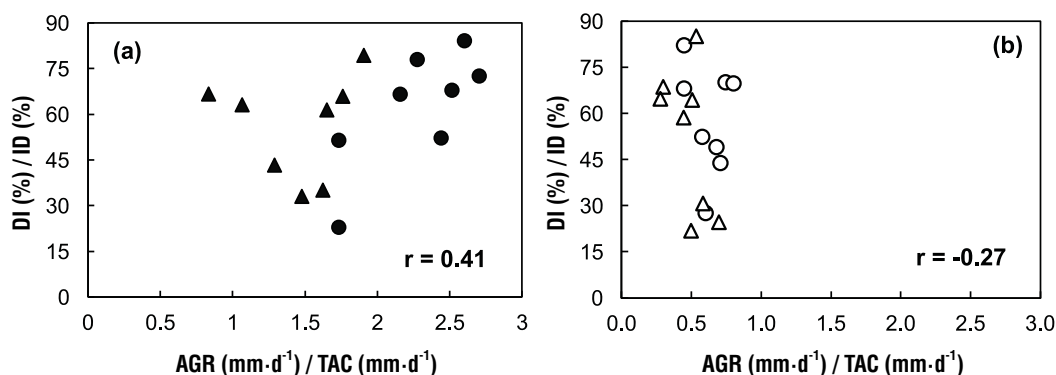 90
75
60
45
30
15
0
DI (%) / ID (%)
(a)
r = 0.41
0 0.5 1 1.5 2 2.5 3
AGR (mm·d⁻¹) / TAC (mm·d⁻¹)
90
75
60
45
30
15
0
DI (%) / ID (%)
(b)
r = -0.27
0.0 0.5 1.0 1.5 2.0 2.5 3.0
AGR (mm·d⁻¹) / TAC (mm·d⁻¹)